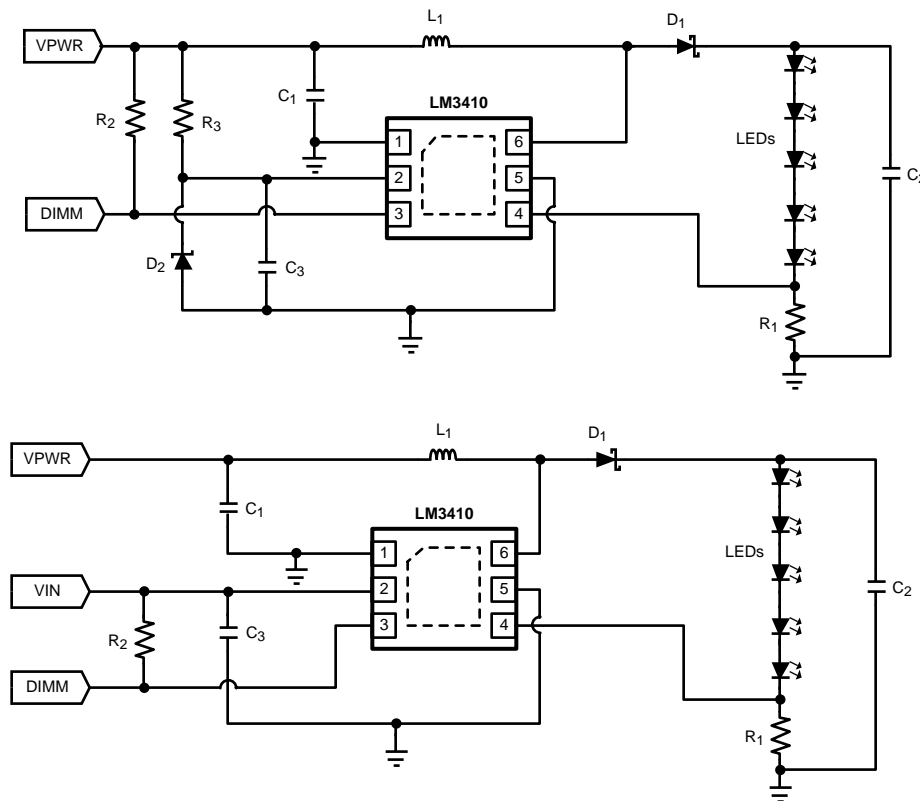 L1
D1
VPWR
C1
LM3410
R2
R3
1
6
LEDs
2
5
C2
DIMM
3
4
D2
C3
R1
L1
D1
VPWR
C1
LM3410
1
6
LEDs
VIN
2
5
C2
R2
C3
3
4
DIMM
R1